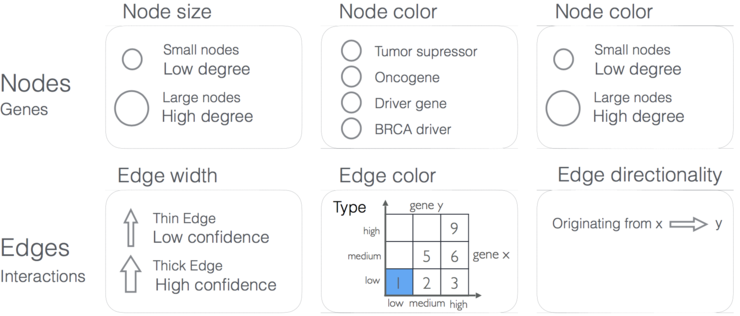 Node size
Node color
Node color
Nodes
Genes
Small nodes
Low degree
Large nodes
High degree
Tumor supressor
Oncogene
Driver gene
BRCA driver
Small nodes
Low degree
Large nodes
High degree
Edge width
Edge color
Edge directionality
Edges
Interactions
Thin Edge
Low confidence
Thick Edge
High confidence
Type
gene y
high
9
medium
5 6
gene x
low
1 2 3
low medium high
Originating from x y